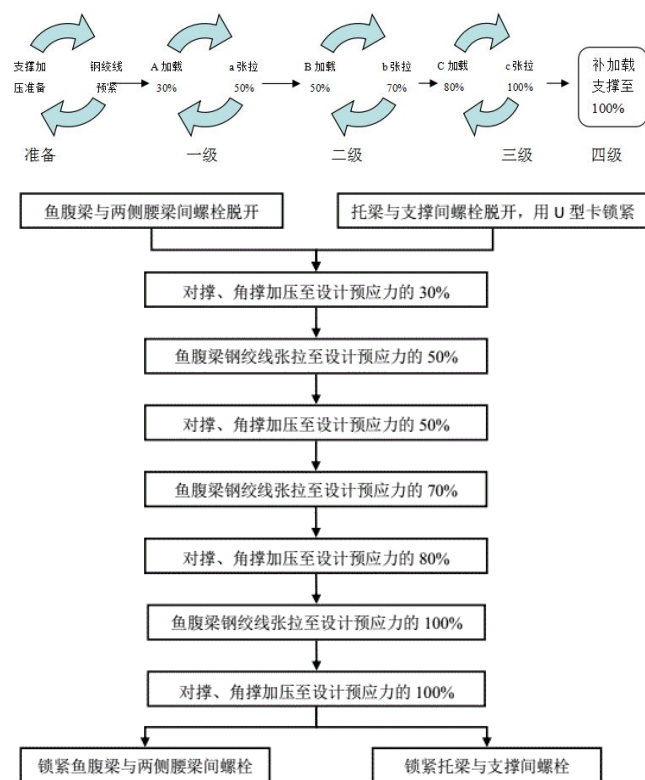 支撑加 钢绞线 A 加载 a 张拉 B 加载 b 张拉 C 加载 c 张拉 补加载
压准备 预紧 30% 50% 50% 70% 80% 100% 支撑至
100%
准备 一级 二级 三级 四级
鱼腹梁与两侧腰梁间螺栓脱开 托梁与支撑间螺栓脱开，用 U 型卡锁紧
对撑、角撑加压至设计预应力的 30%
鱼腹梁钢绞线张拉至设计预应力的 50%
对撑、角撑加压至设计预应力的 50%
鱼腹梁钢绞线张拉至设计预应力的 70%
对撑、角撑加压至设计预应力的 80%
鱼腹梁钢绞线张拉至设计预应力的 100%
对撑、角撑加压至设计预应力的 100%
锁紧鱼腹梁与两侧腰梁间螺栓 锁紧托梁与支撑间螺栓